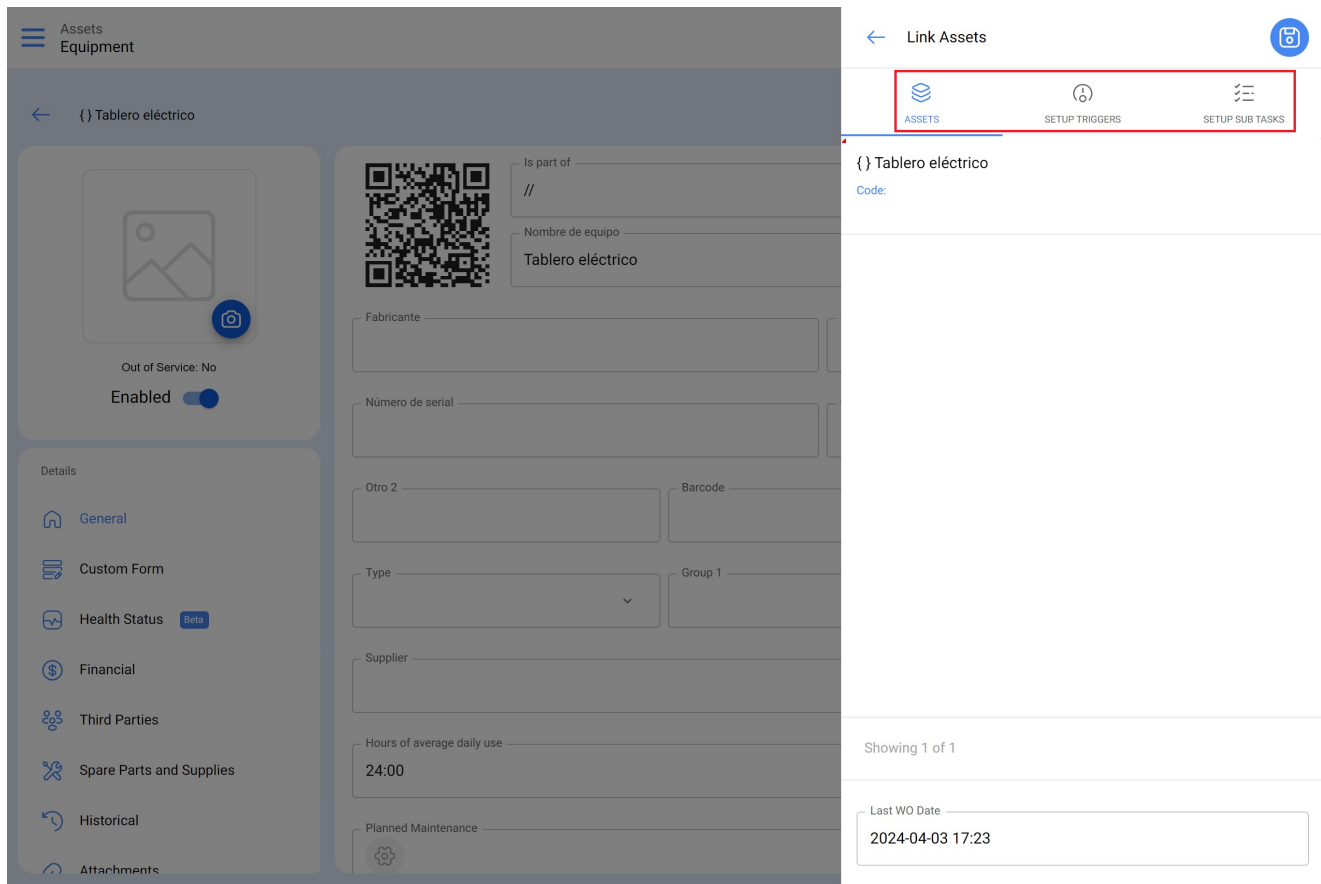 Assets
Equipment
{ } Tablero eléctrico
Out of Service: No
Enabled
Details
General
Custom Form
Health Status Beta
Financial
Third Parties
Spare Parts and Supplies
Historical
Attachments
Is part of
//
Nombre de equipo
Tablero eléctrico
Fabricante
Número de serial
Otro 2
Barcode
Type
Group 1
Supplier
Hours of average daily use
24:00
Planned Maintenance
Link Assets
ASSETS
SETUP TRIGGERS
SETUP SUB TASKS
{ } Tablero eléctrico
Code:
Showing 1 of 1
Last WO Date
2024-04-03 17:23